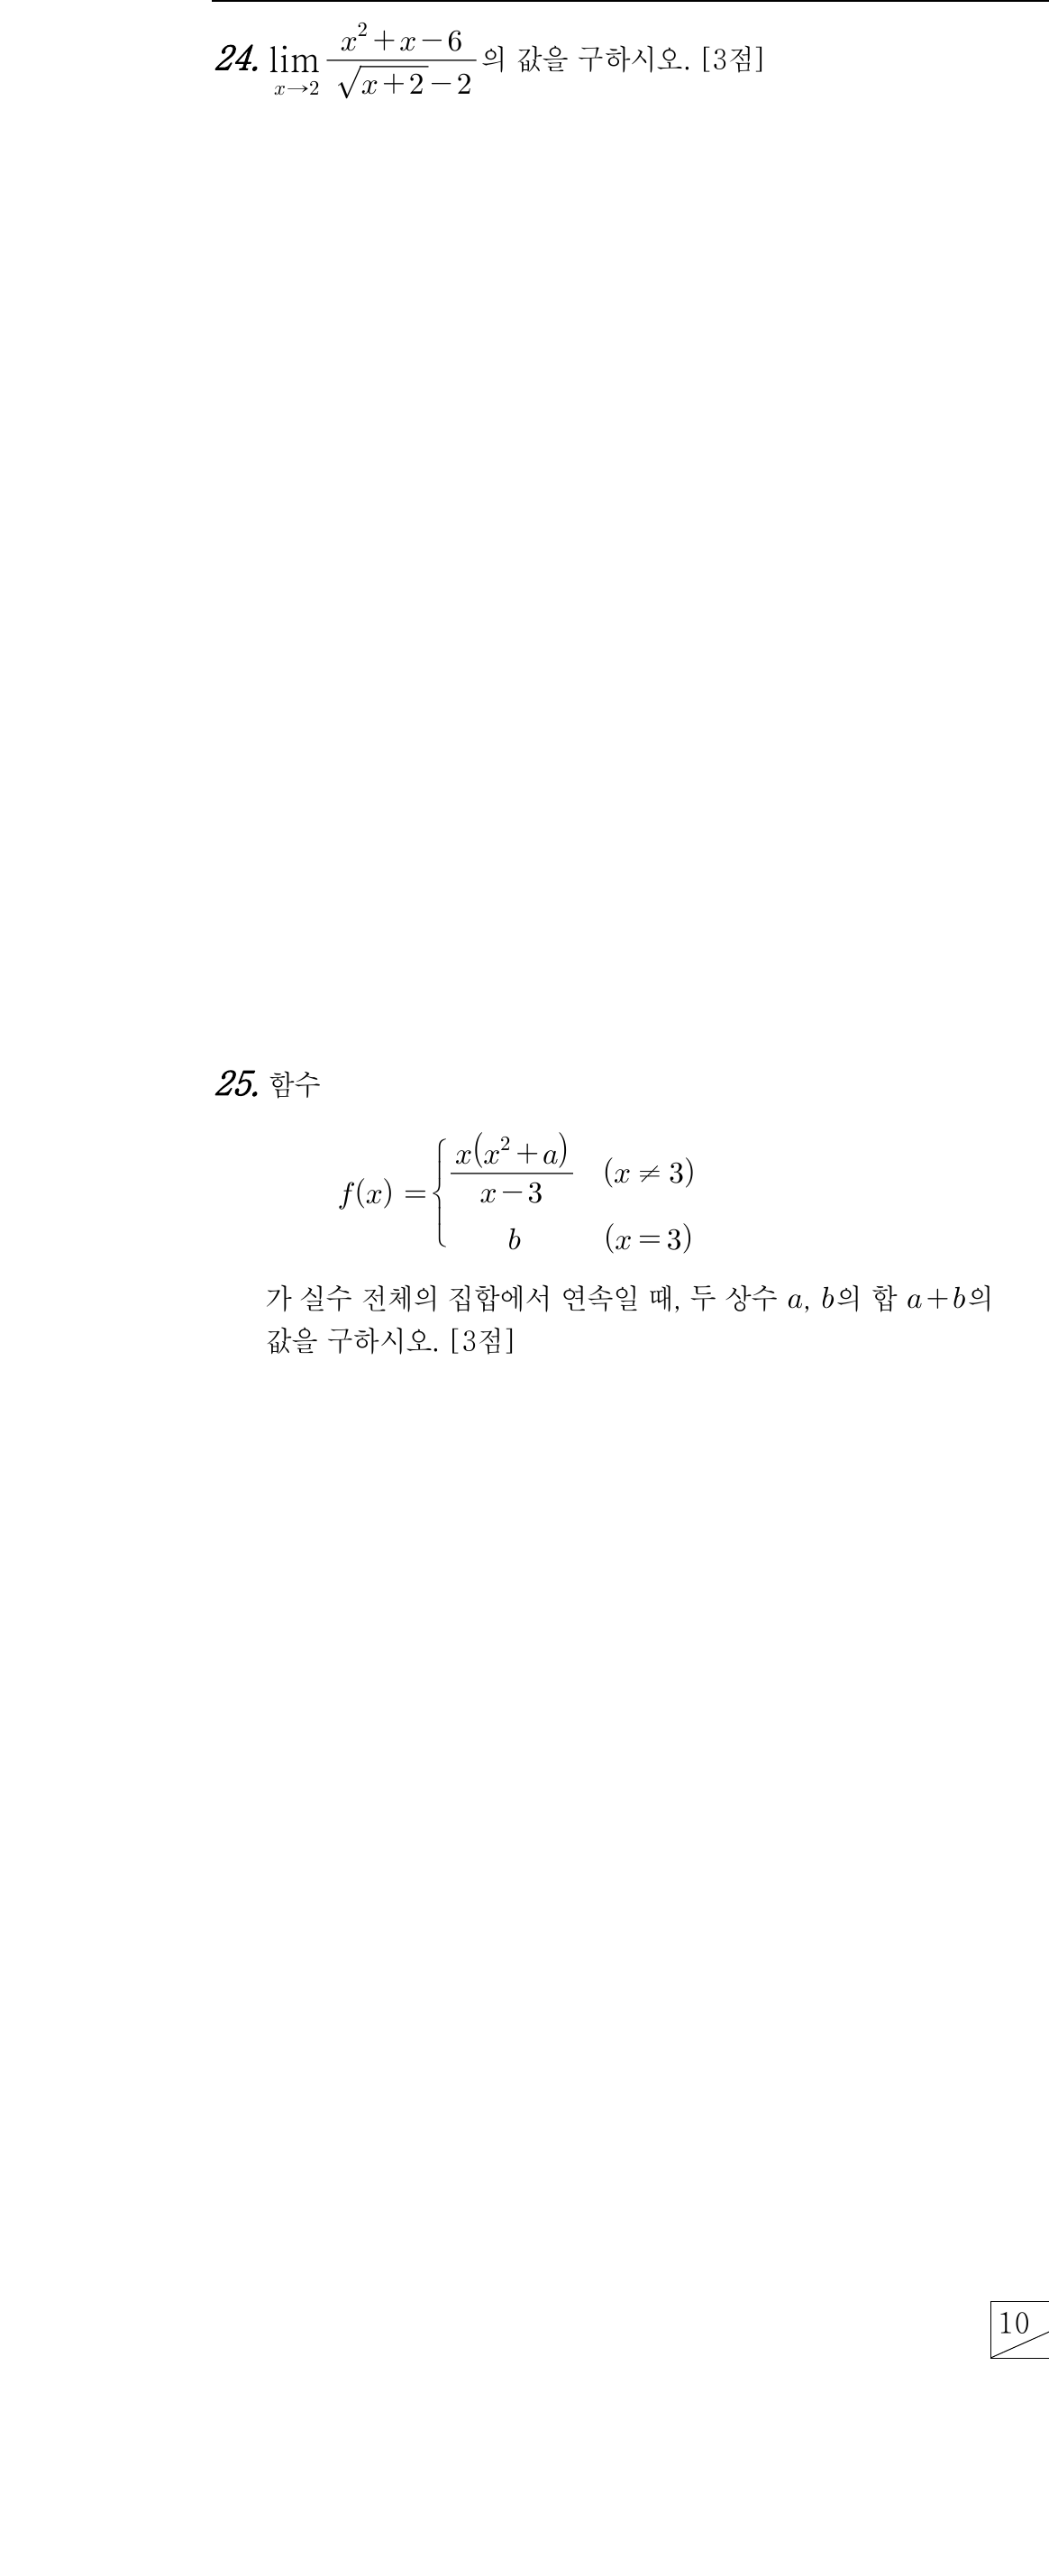 24. lim_{x→2} \frac{x^2+x-6}{\sqrt{x+2}-2}의 값을 구하시오. [3점]
25. 함수
f(x) = \begin{cases} \frac{x(x^2+a)}{x-3} & (x ≠ 3) \\ b & (x = 3) \end{cases}
가 실수 전체의 집합에서 연속일 때, 두 상수 a, b의 합 a+b의
값을 구하시오. [3점]
10